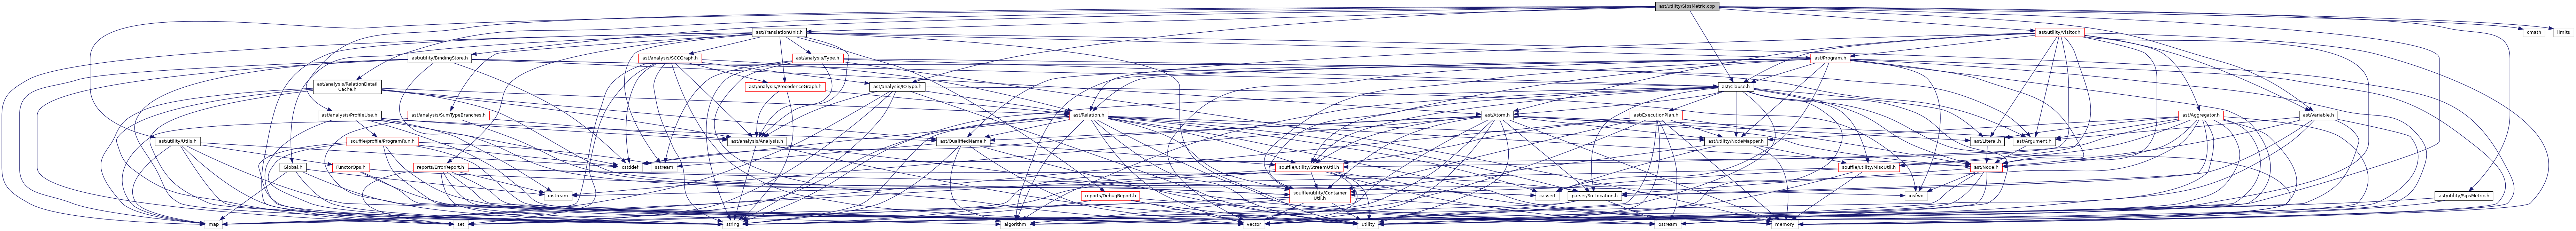 ast/utility/SipsMetric.cpp
ast/TranslationUnit.h
ast/utility/Visitor.h
cmath
limits
ast/utility/BindingStore.h
ast/analysis/SCCGraph.h
ast/analysis/Type.h
ast/Program.h
ast/analysis/RelationDetail
Cache.h
ast/analysis/PrecedenceGraph.h
ast/analysis/IOType.h
ast/Clause.h
ast/analysis/ProfileUse.h
ast/analysis/SumTypeBranches.h
ast/Relation.h
ast/Atom.h
ast/ExecutionPlan.h
ast/Aggregator.h
ast/Variable.h
ast/utility/Utils.h
souffle/profile/ProgramRun.h
ast/analysis/Analysis.h
ast/QualifiedName.h
ast/utility/NodeMapper.h
ast/Literal.h
ast/Argument.h
Global.h
FunctorOps.h
reports/ErrorReport.h
cstddef
sstream
souffle/utility/StreamUtil.h
souffle/utility/MiscUtil.h
ast/Node.h
iostream
reports/DebugReport.h
souffle/utility/Container
Util.h
cassert
parser/SrcLocation.h
iosfwd
ast/utility/SipsMetric.h
map
set
string
algorithm
vector
utility
ostream
memory